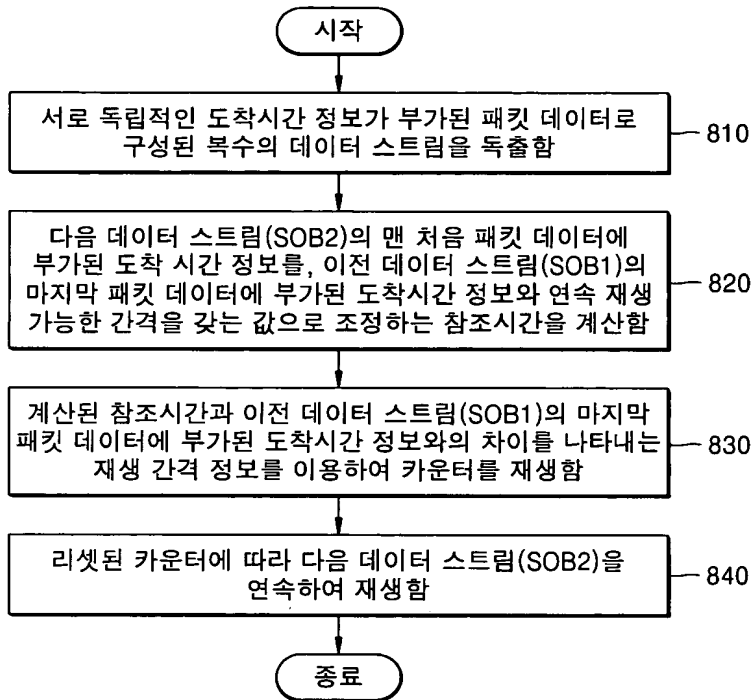 시작
서로 독립적인 도착시간 정보가 부가된 패킷 데이터로
구성된 복수의 데이터 스트림을 독출함
810
다음 데이터 스트림(SOB2)의 맨 처음 패킷 데이터에
부가된 도착 시간 정보를, 이전 데이터 스트림(SOB1)의
마지막 패킷 데이터에 부가된 도착시간 정보와 연속 재생
가능한 간격을 갖는 값으로 조정하는 참조시간을 계산함
820
계산된 참조시간과 이전 데이터 스트림(SOB1)의 마지막
패킷 데이터에 부가된 도착시간 정보와의 차이를 나타내는
재생 간격 정보를 이용하여 카운터를 재생함
830
리셋된 카운터에 따라 다음 데이터 스트림(SOB2)을
연속하여 재생함
840
종료